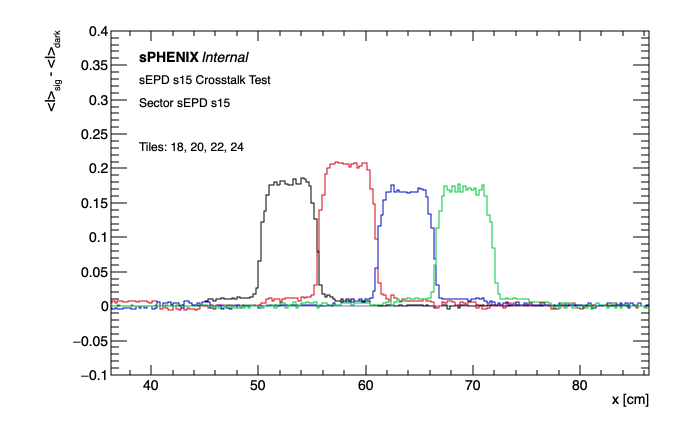 <I>sig - <I>dark
0.4
0.35
0.3
0.25
0.2
0.15
0.1
0.05
0
−0.05
−0.1
sPHENIX Internal
sEPD s15 Crosstalk Test
Sector sEPD s15
Tiles: 18, 20, 22, 24
40 50 60 70 80
x [cm]